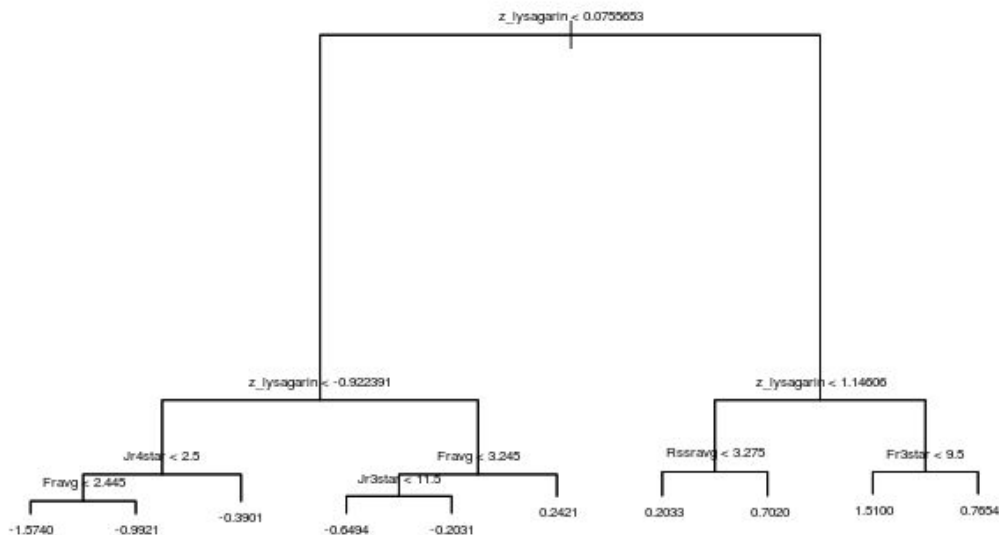 z_lysagarin < 0.0755653
z_lysagarin < -0.922391
z_lysagarin < 1.14606
Jr4star < 2.5
Fravg < 3.245
Rssravg < 3.275
Fr3star < 9.5
Fravg < 2.445
Jr3star < 11.5
-1.5740
-0.9921
-0.3901
-0.6494
-0.2031
0.2421
0.2033
0.7020
1.5100
0.7654